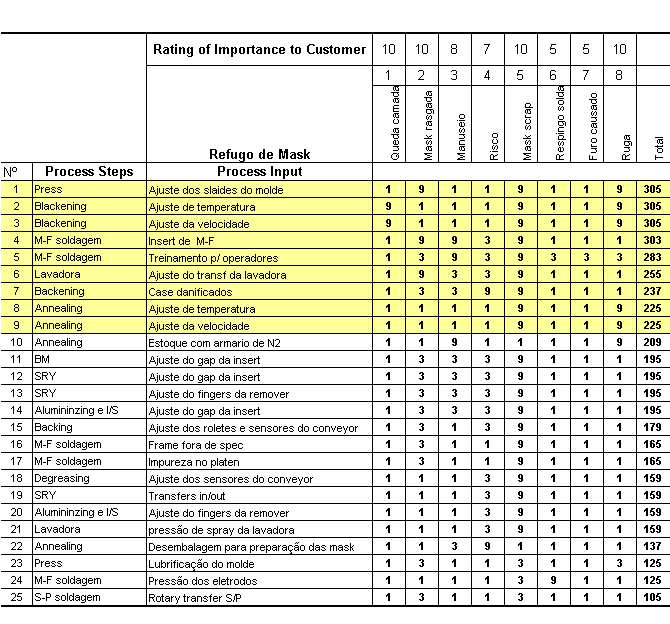 Rating of Importance to Customer 10 10 8 7 10 5 5 10
1 2 3 4 5 6 7 8
Queda camada Mask rasgada Manuseio Risco Mask scrap Respingo solda Furo causado Ruga Total
Refugo de Mask
Nº Process Steps Process Input
1 Press Ajuste dos slaides do molde 1 9 1 1 9 1 1 9 305
2 Blackening Ajuste de temperatura 9 1 1 1 9 1 1 9 305
3 Blackening Ajuste da velocidade 9 1 1 1 9 1 1 9 305
4 M-F soldagem Insert de M-F 1 9 9 3 9 1 1 1 303
5 M-F soldagem Treinamento p/ operadores 1 3 9 3 9 3 3 3 283
6 Lavadora Ajuste do transf da lavadora 1 9 3 3 9 1 1 1 255
7 Backening Case danificados 1 3 3 9 9 1 1 1 237
8 Annealing Ajuste de temperatura 1 1 1 1 9 1 1 9 225
9 Annealing Ajuste da velocidade 1 1 1 1 9 1 1 9 225
10 Annealing Estoque com armario de N2 1 1 9 1 1 1 1 9 209
11 BM Ajuste do gap da insert 1 3 3 3 9 1 1 1 195
12 SRY Ajuste do gap da insert 1 3 3 3 9 1 1 1 195
13 SRY Ajuste do fingers da remover 1 3 3 3 9 1 1 1 195
14 Alumininzing e I/S Ajuste do gap da insert 1 3 3 3 9 1 1 1 195
15 Backing Ajuste dos roletes e sensores do conveyor 1 3 1 3 9 1 1 1 179
16 M-F soldagem Frame fora de spec 1 3 1 1 9 1 1 1 165
17 M-F soldagem Impureza no platen 1 3 1 1 9 1 1 1 165
18 Degreasing Ajuste dos sensores do conveyor 1 1 1 3 9 1 1 1 159
19 SRY Transfers in/out 1 1 1 3 9 1 1 1 159
20 Alumininzing e I/S Ajuste do fingers da remover 1 1 1 3 9 1 1 1 159
21 Lavadora pressão de spray da lavadora 1 1 1 3 9 1 1 1 159
22 Annealing Desembalagem para preparação das mask 1 1 3 9 1 1 1 1 137
23 Press Lubrificação do molde 1 3 1 1 3 1 1 3 125
24 M-F soldagem Pressão dos eletrodos 1 1 1 1 3 9 1 1 125
25 S-P soldagem Rotary transfer S/P 1 3 1 1 3 1 1 1 105